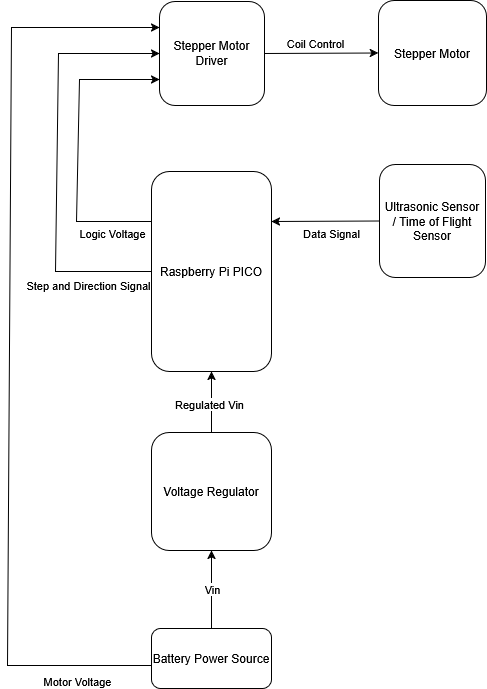 Stepper Motor
Driver
Coil Control
Stepper Motor
Ultrasonic Sensor
/ Time of Flight
Sensor
Logic Voltage
Data Signal
Raspberry Pi PICO
Step and Direction Signal
Regulated Vin
Voltage Regulator
Vin
Battery Power Source
Motor Voltage